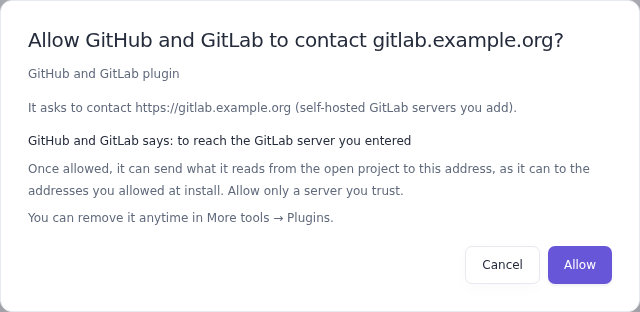 Allow GitHub and GitLab to contact gitlab.example.org?
GitHub and GitLab plugin
It asks to contact https://gitlab.example.org (self-hosted GitLab servers you add).
GitHub and GitLab says: to reach the GitLab server you entered
Once allowed, it can send what it reads from the open project to this address, as it can to the
addresses you allowed at install. Allow only a server you trust.
You can remove it anytime in More tools → Plugins.
Cancel
Allow